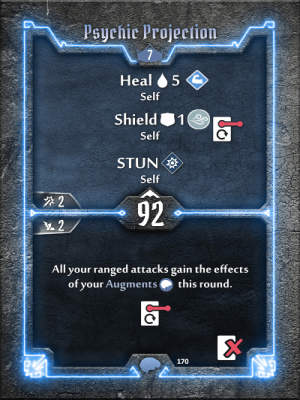 Psychic Projection
7
Heal 5
Self
Shield 1
Self
STUN
Self
2
92
2
All your ranged attacks gain the effects
of your Augments this round.
170